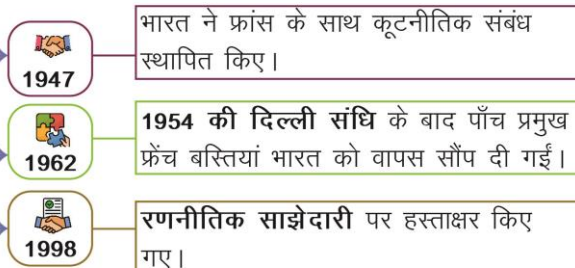 भारत ने फ्रांस के साथ कूटनीतिक संबंध
स्थापित किए।
1947
1954 की दिल्ली संधि के बाद पाँच प्रमुख
फ्रेंच बस्तियां भारत को वापस सौंप दी गईं।
1962
रणनीतिक साझेदारी पर हस्ताक्षर किए
गए।
1998